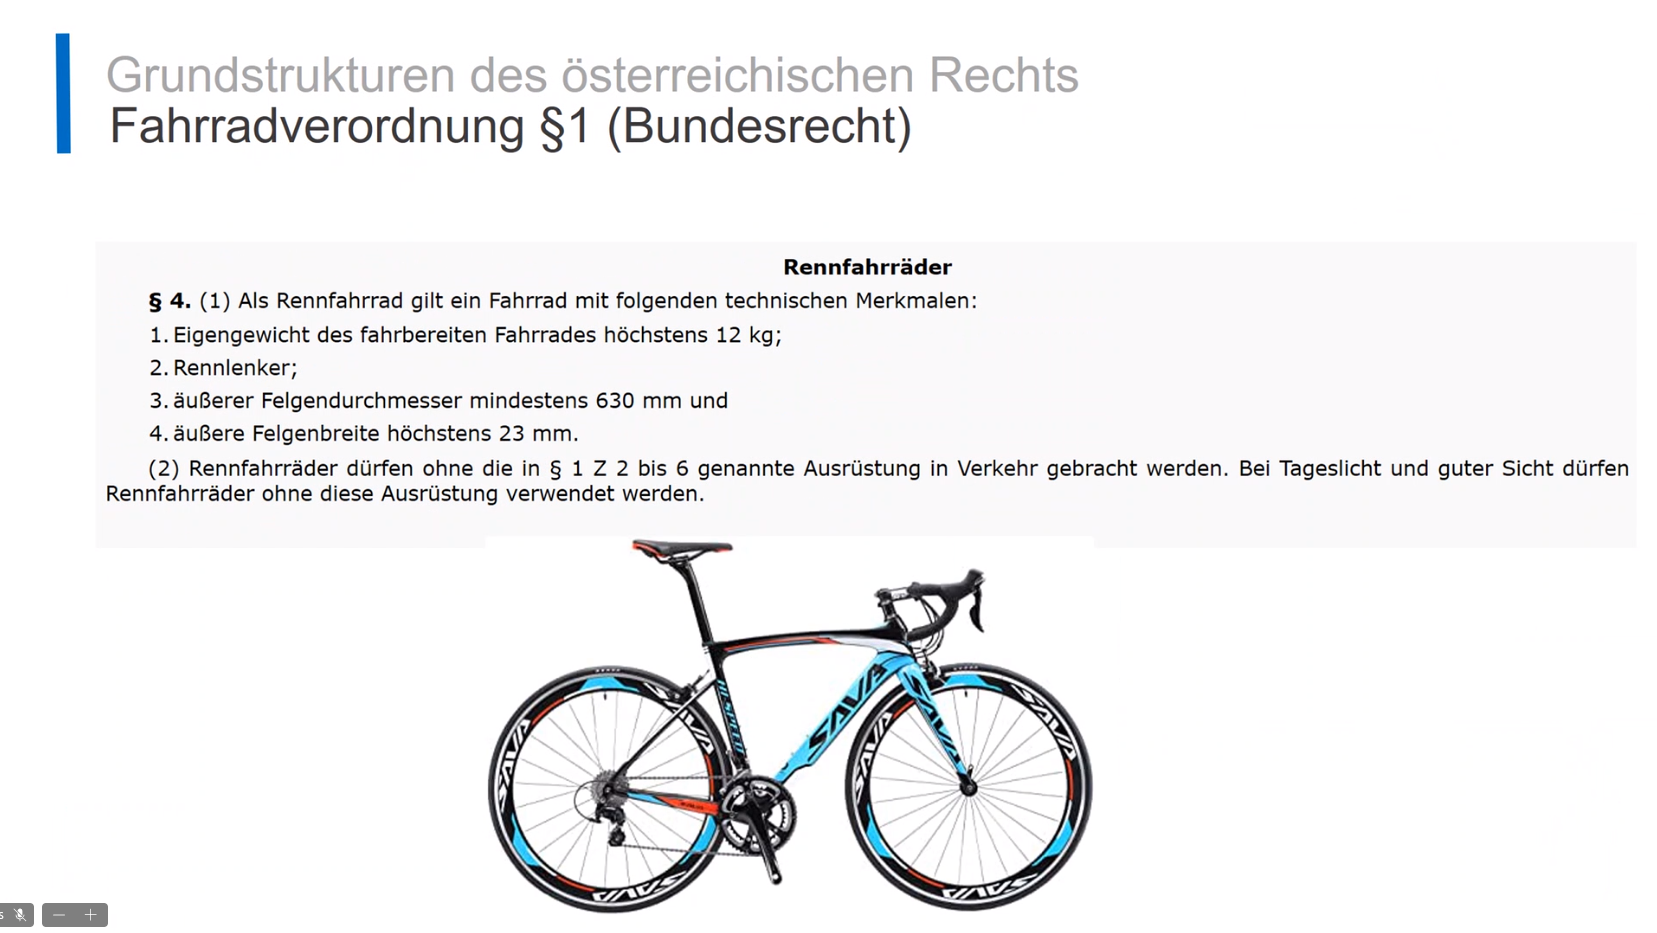 Grundstrukturen des österreichischen Rechts
Fahrradverordnung §1 (Bundesrecht)
Rennfahrräder
§ 4. (1) Als Rennfahrrad gilt ein Fahrrad mit folgenden technischen Merkmalen:
1. Eigengewicht des fahrbereiten Fahrrades höchstens 12 kg;
2. Rennlenker;
3. äußerer Felgendurchmesser mindestens 630 mm und
4. äußere Felgenbreite höchstens 23 mm.
(2) Rennfahrräder dürfen ohne die in § 1 Z 2 bis 6 genannte Ausrüstung in Verkehr gebracht werden. Bei Tageslicht und guter Sicht dürfen
Rennfahrräder ohne diese Ausrüstung verwendet werden.
SAVA
SAVA
HI-SPEED
SAVA
SAVA
SAVA
SAVA
SAVA
SAVA
s